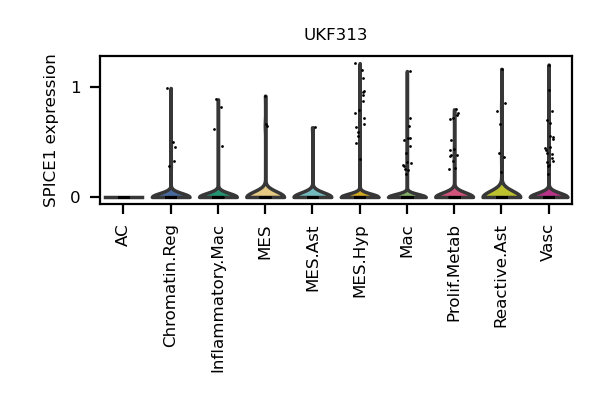 UKF313
SPICE1 expression
1
0
AC
Chromatin.Reg
Inflammatory.Mac
MES
MES.Ast
MES.Hyp
Mac
Prolif.Metab
Reactive.Ast
Vasc